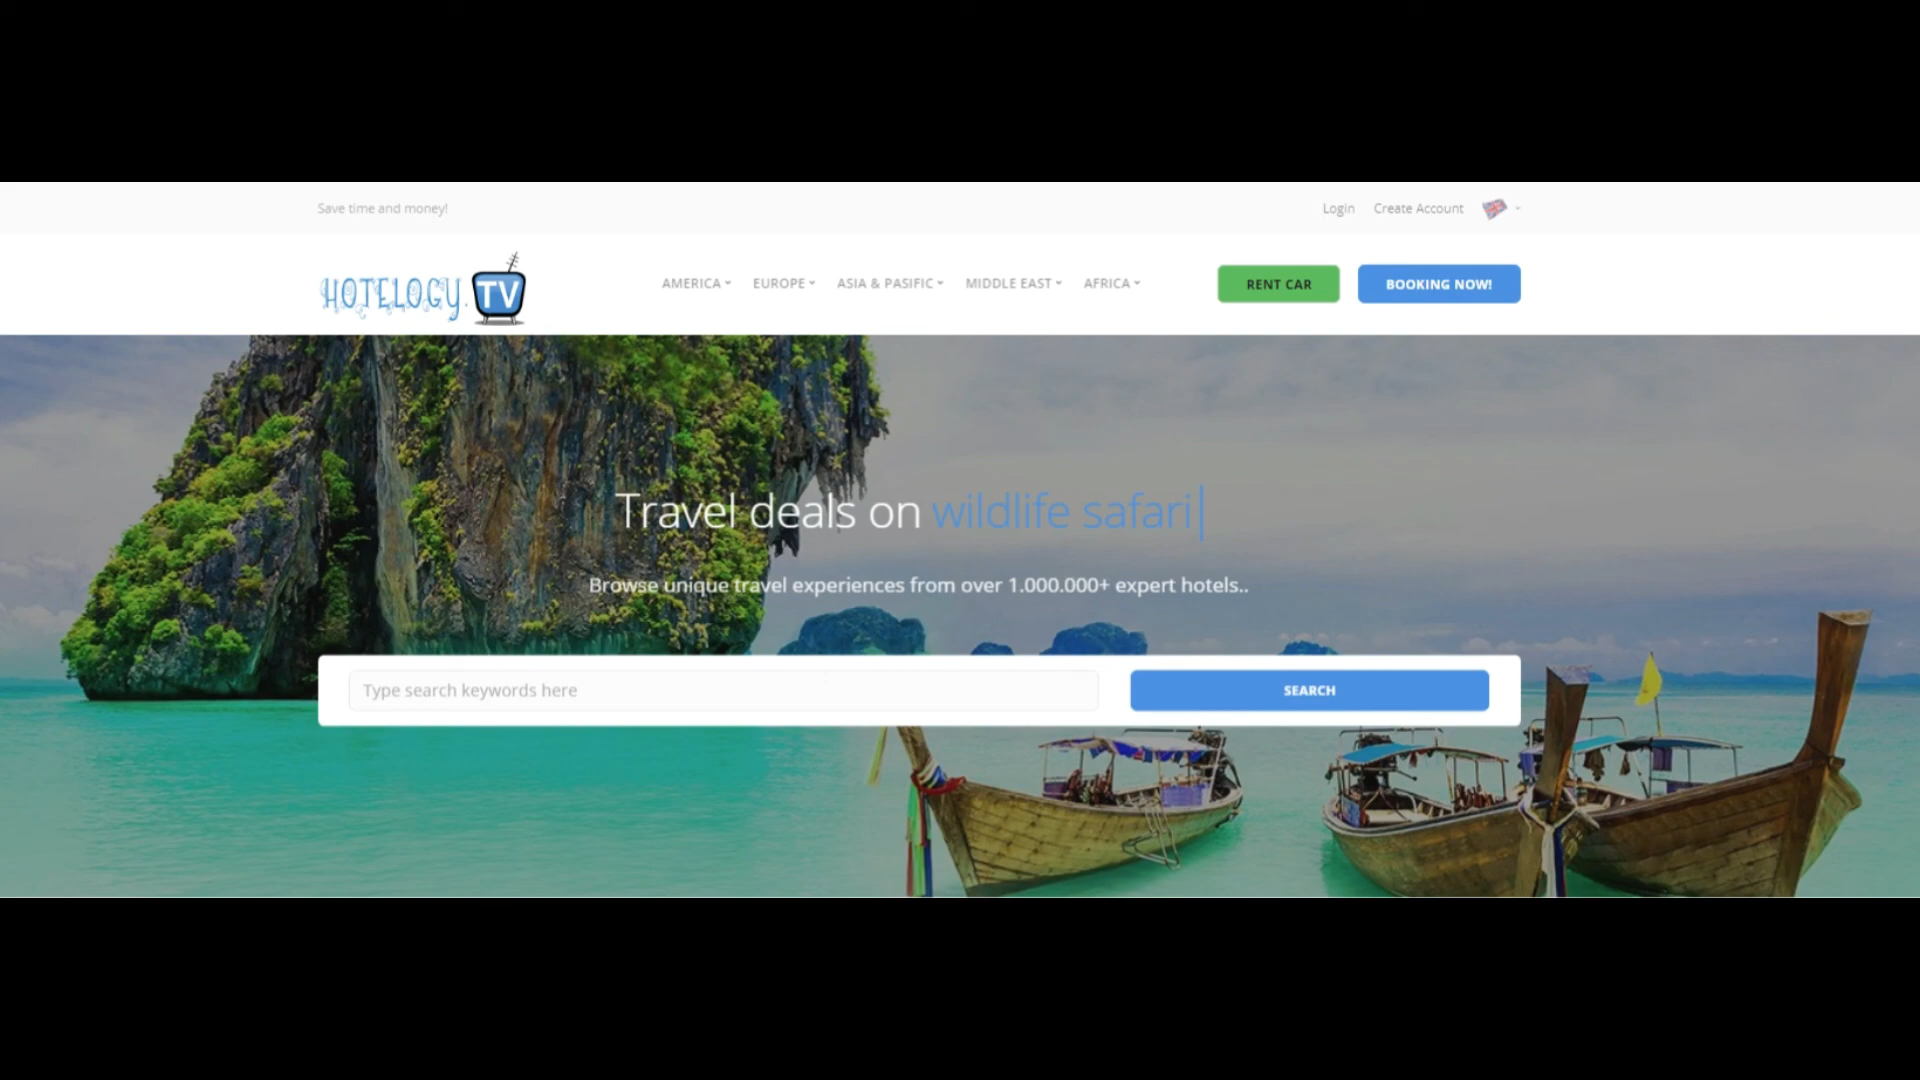 Save time and money!
Login Create Account
HOTELOGY.TV
AMERICA EUROPE ASIA & PASIFIC MIDDLE EAST AFRICA
RENT CAR
BOOKING NOW!
Travel deals on wildlife safari
Browse unique travel experiences from over 1.000.000+ expert hotels..
Type search keywords here
SEARCH